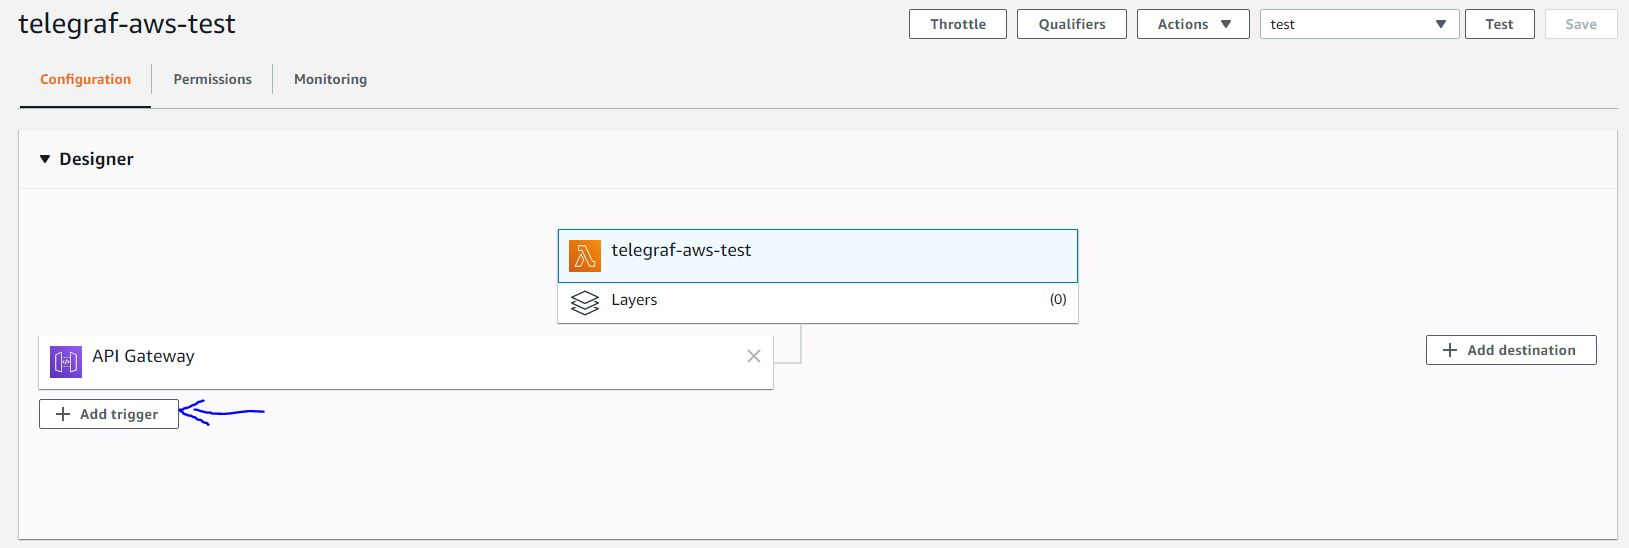 telegraf-aws-test
Throttle Qualifiers Actions test Test Save
Configuration Permissions Monitoring
Designer
telegraf-aws-test
Layers (0)
API Gateway
Add destination
Add trigger